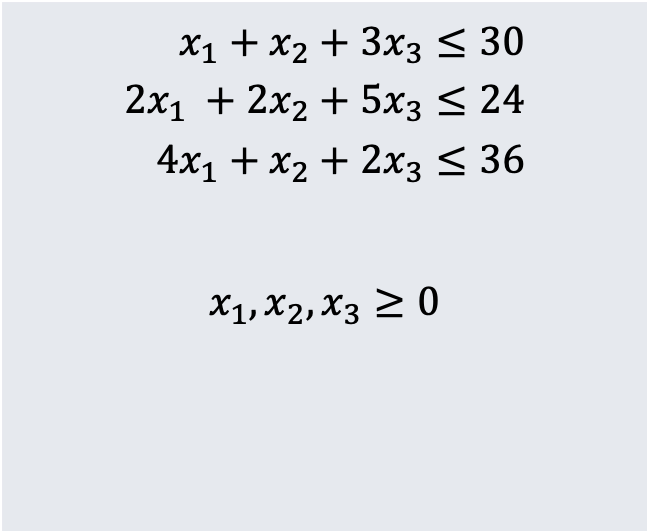 x₁ + x₂ + 3x₃ ≤ 30
2x₁ + 2x₂ + 5x₃ ≤ 24
4x₁ + x₂ + 2x₃ ≤ 36
x₁, x₂, x₃ ≥ 0